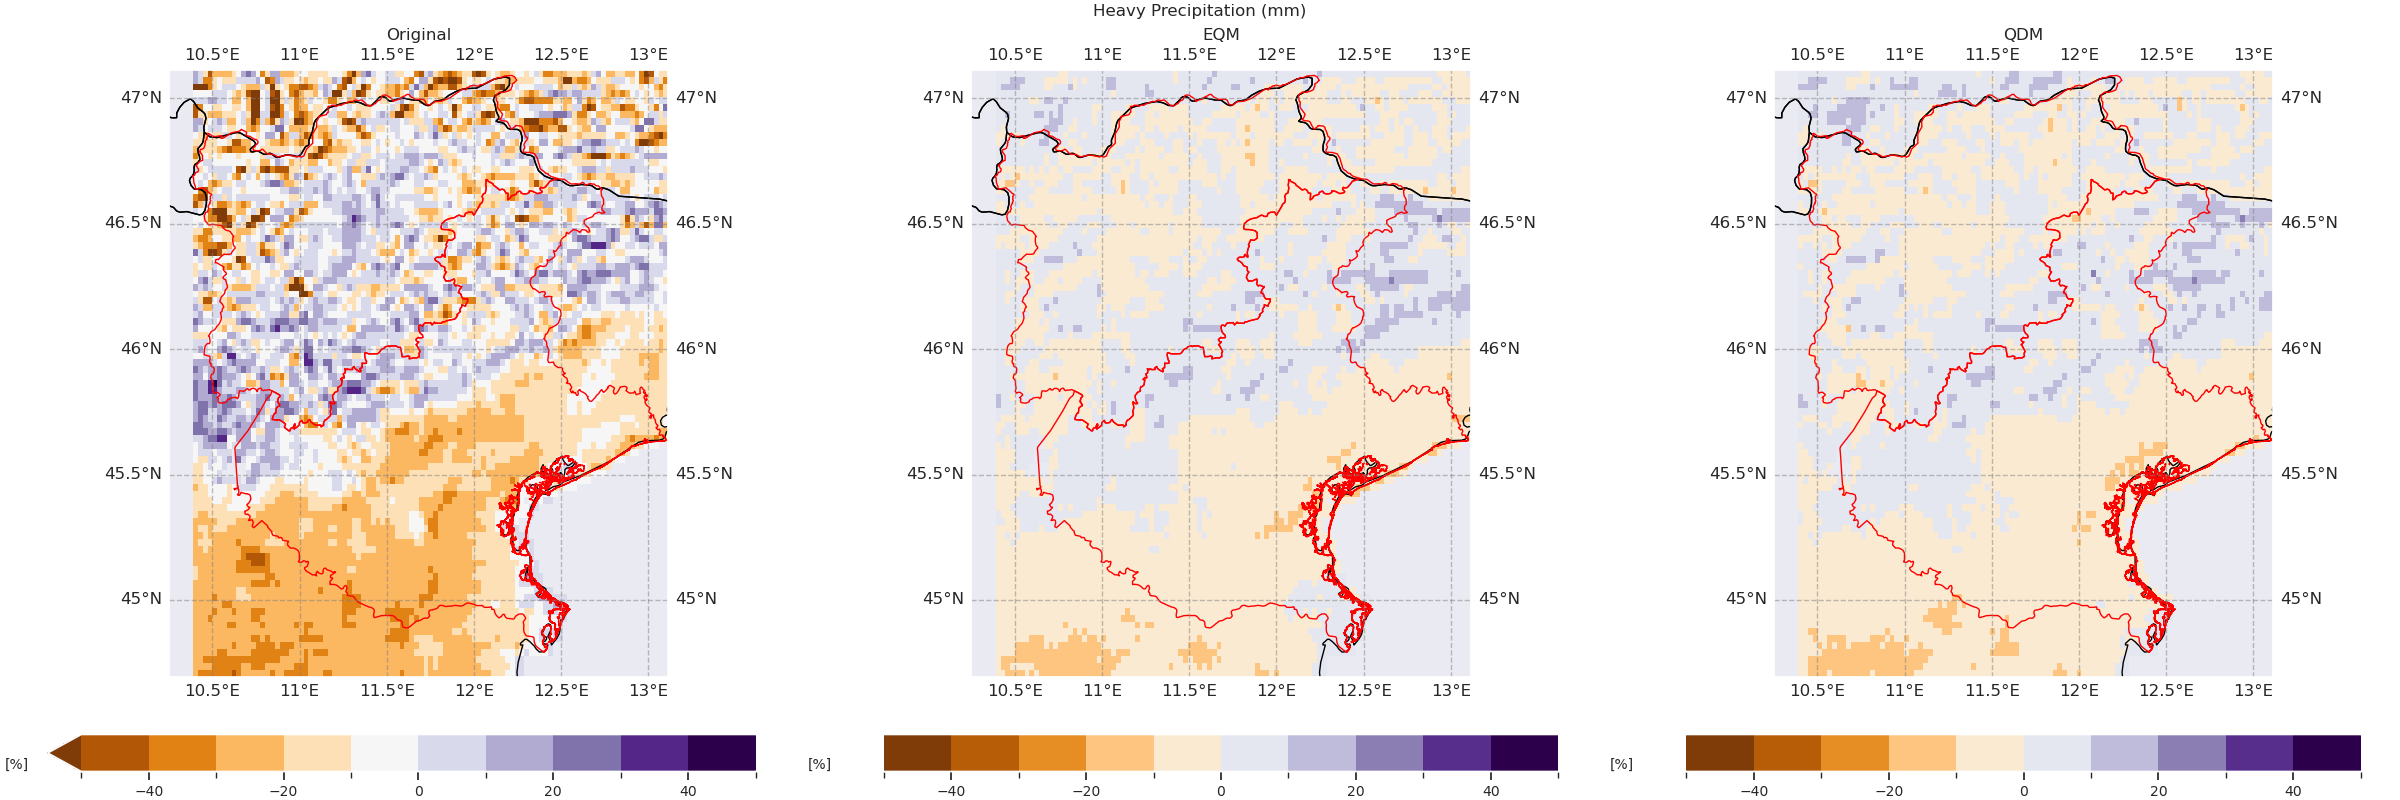 Heavy Precipitation (mm)
Original EQM QDM
10.5°E 11°E 11.5°E 12°E 12.5°E 13°E 10.5°E 11°E 11.5°E 12°E 12.5°E 13°E 10.5°E 11°E 11.5°E 12°E 12.5°E 13°E
47°N 47°N 47°N 47°N 47°N 47°N
46.5°N 46.5°N 46.5°N 46.5°N 46.5°N 46.5°N
46°N 46°N 46°N 46°N 46°N 46°N
45.5°N 45.5°N 45.5°N 45.5°N 45.5°N 45.5°N
45°N 45°N 45°N 45°N 45°N 45°N
10.5°E 11°E 11.5°E 12°E 12.5°E 13°E 10.5°E 11°E 11.5°E 12°E 12.5°E 13°E 10.5°E 11°E 11.5°E 12°E 12.5°E 13°E
[%] [%] [%]
−40 −20 0 20 40 −40 −20 0 20 40 −40 −20 0 20 40